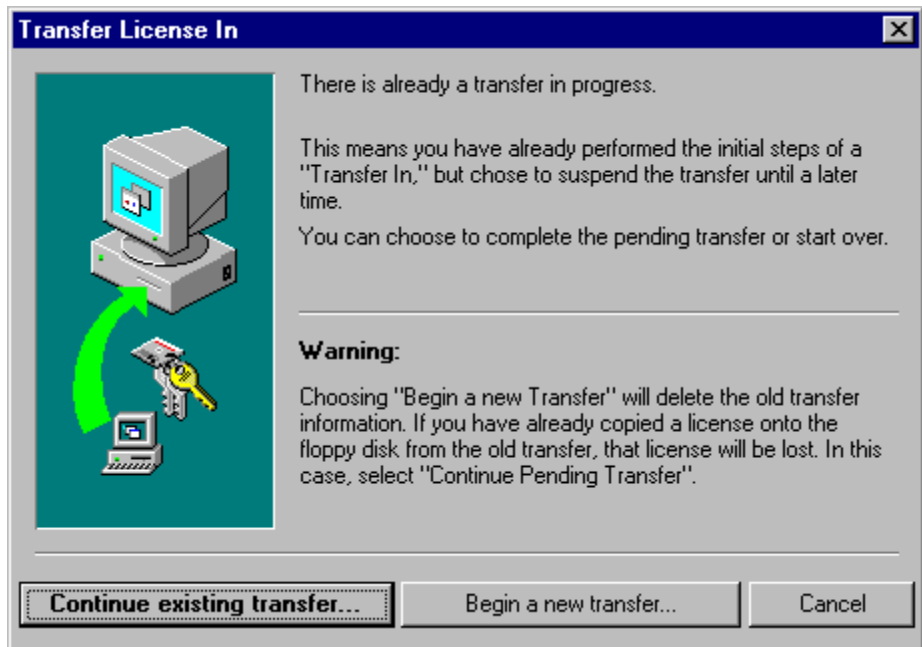 Transfer License In
There is already a transfer in progress.
This means you have already performed the initial steps of a
"Transfer In," but chose to suspend the transfer until a later
time.
You can choose to complete the pending transfer or start over.
Warning:
Choosing "Begin a new Transfer" will delete the old transfer
information. If you have already copied a license onto the
floppy disk from the old transfer, that license will be lost. In this
case, select "Continue Pending Transfer".
Continue existing transfer...
Begin a new transfer...
Cancel